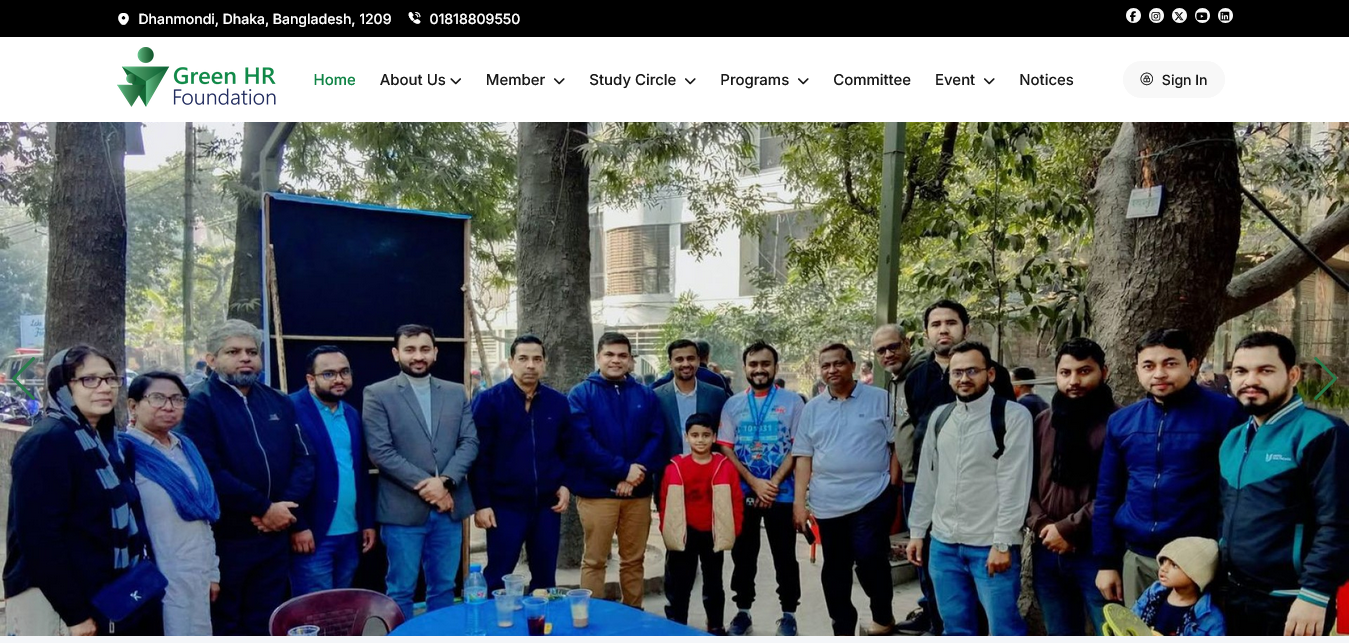 Dhanmondi, Dhaka, Bangladesh, 1209 01818809550
Green HR
Foundation
Home About Us Member Study Circle Programs Committee Event Notices Sign In